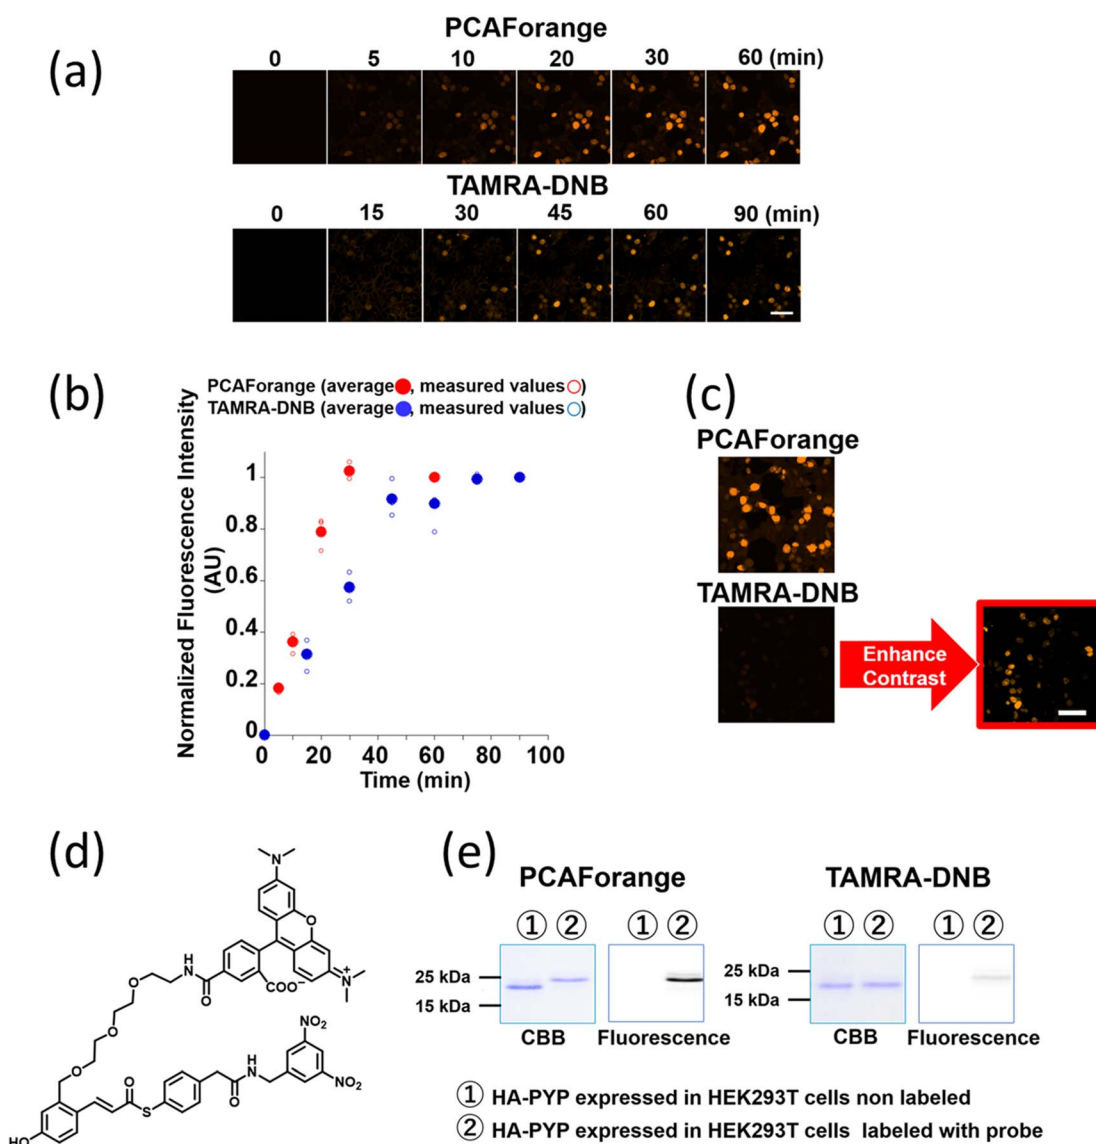 (a)
PCAForange
0 5 10 20 30 60 (min)
TAMRA-DNB
0 15 30 45 60 90 (min)
(b)
PCAForange (average●, measured values○)
TAMRA-DNB (average●, measured values○)
Normalized Fluorescence Intensity
(AU)
1
0.8
0.6
0.4
0.2
0
0 20 40 60 80 100
Time (min)
(c)
PCAForange
TAMRA-DNB
Enhance
Contrast
(d)
N
O
H
N
O
COO⁻
N⁺
O
O
O
NO₂
O
H
N
O
S
NO₂
HO
(e)
PCAForange
TAMRA-DNB
① ② ① ②
① ② ① ②
25 kDa
15 kDa
25 kDa
15 kDa
CBB Fluorescence
CBB Fluorescence
① HA-PYP expressed in HEK293T cells non labeled
② HA-PYP expressed in HEK293T cells labeled with probe